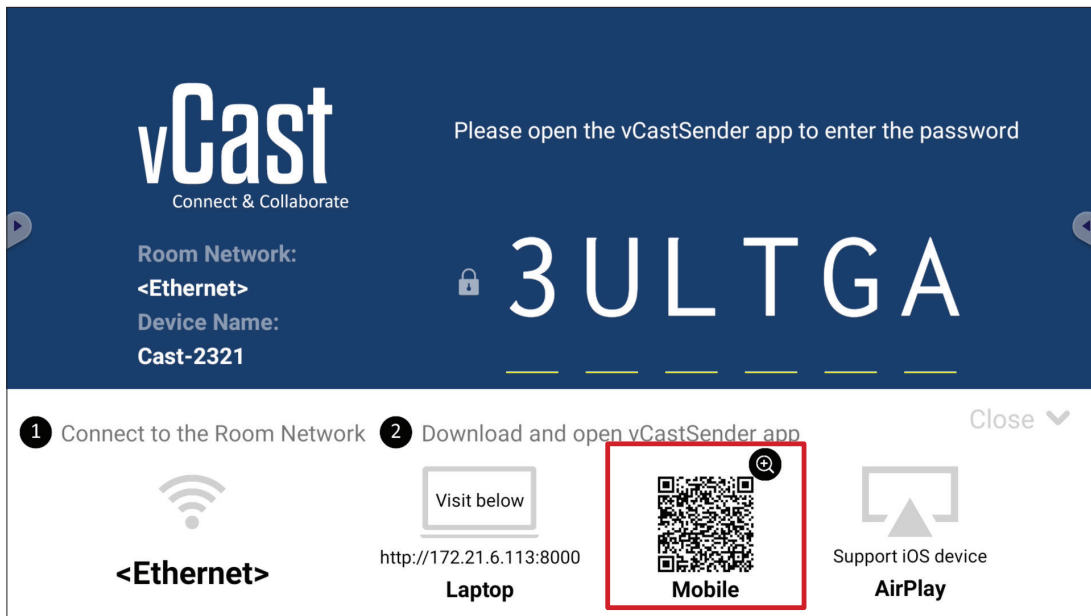 vCast
Connect & Collaborate
Please open the vCastSender app to enter the password
Room Network:
<Ethernet>
Device Name:
Cast-2321
3ULTGA
1 Connect to the Room Network
2 Download and open vCastSender app
Close
<Ethernet>
Visit below
http://172.21.6.113:8000
Laptop
Mobile
Support iOS device
AirPlay